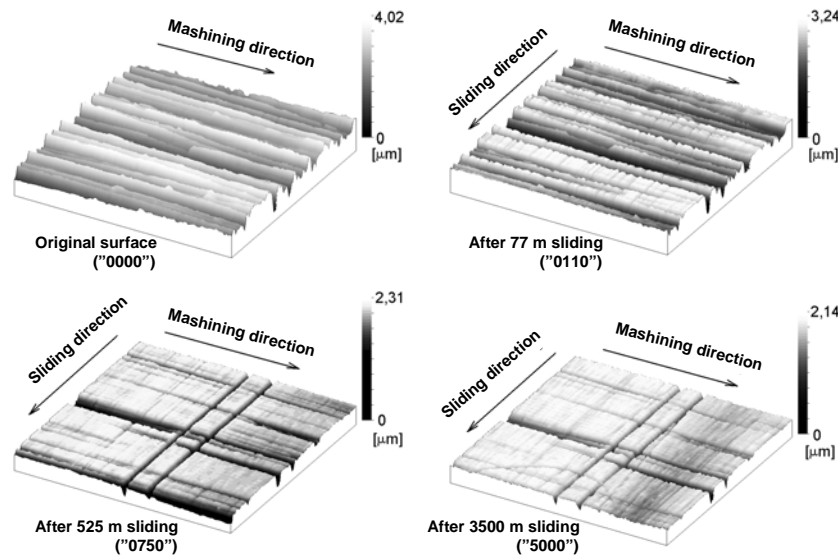 4,02
Mashining direction
0
[µm]
Original surface
("0000")
3,24
Mashining direction
Sliding direction
0
[µm]
After 77 m sliding
("0110")
2,31
Mashining direction
Sliding direction
0
[µm]
After 525 m sliding
("0750")
2,14
Mashining direction
Sliding direction
0
[µm]
After 3500 m sliding
("5000")